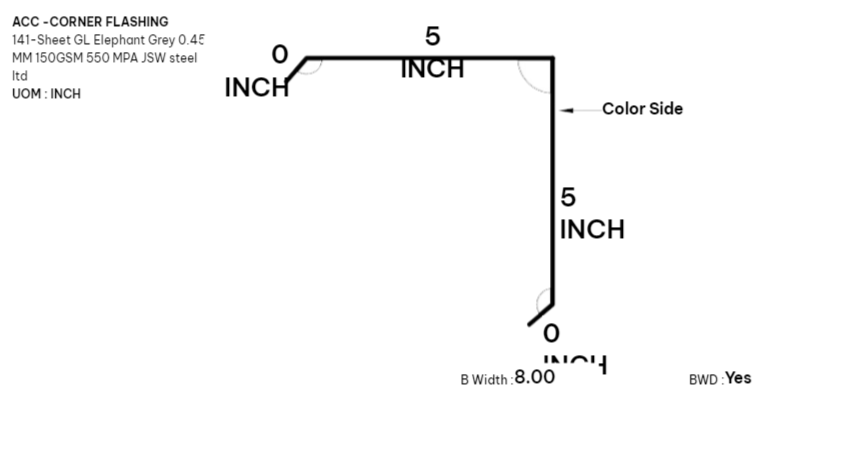 ACC -CORNER FLASHING
141-Sheet GL Elephant Grey 0.45
MM 150GSM 550 MPA JSW steel
ltd
UOM : INCH
0
INCH
5
INCH
Color Side
5
INCH
0
INCH
B Width : 8.00
BWD : Yes